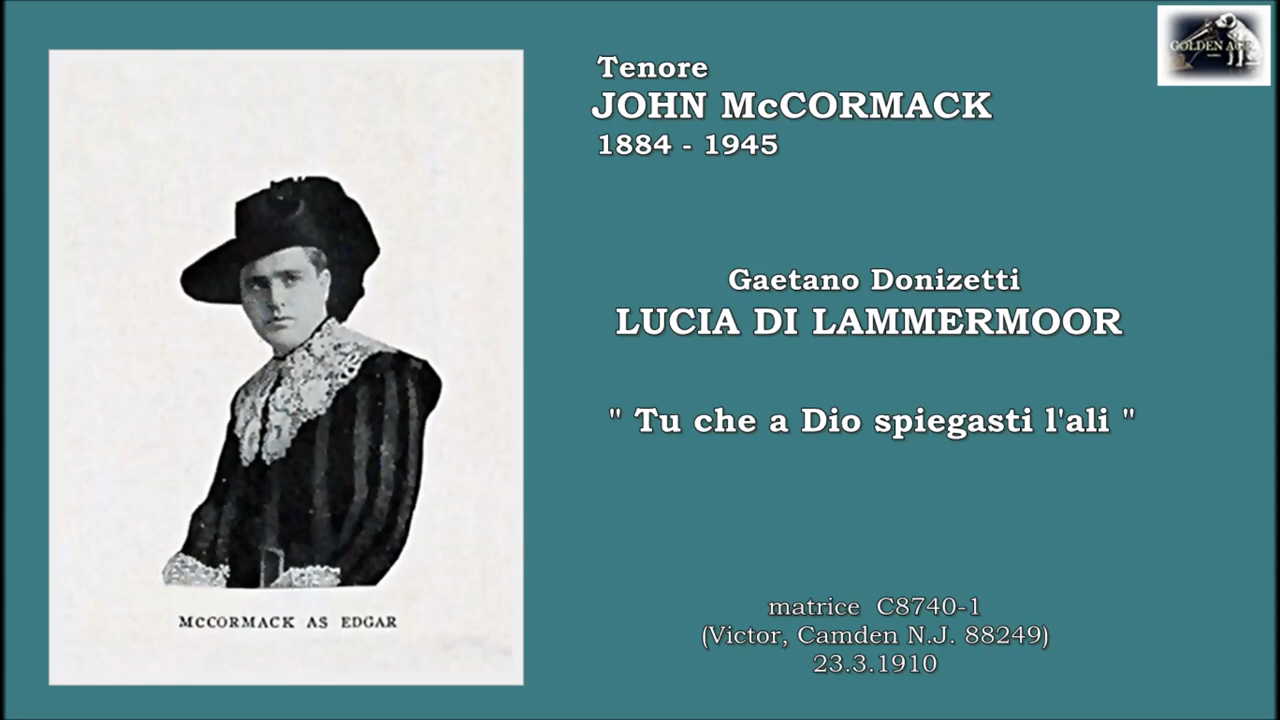 GOLDEN AGE
Tenore
JOHN McCORMACK
1884 - 1945
Gaetano Donizetti
LUCIA DI LAMMERMOOR
" Tu che a Dio spiegasti l'ali "
MCCORMACK AS EDGAR
matrice C8740-1
(Victor, Camden N.J. 88249)
23.3.1910